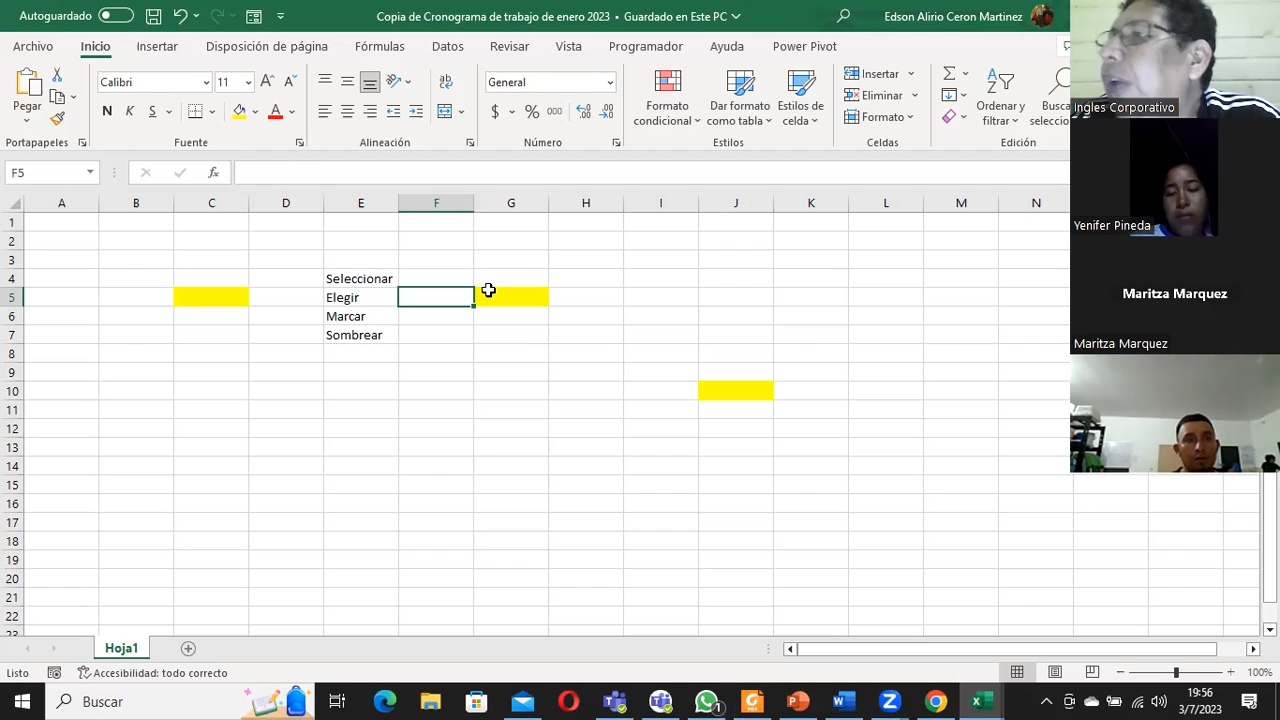 Autoguardado
Copia de Cronograma de trabajo de enero 2023 • Guardado en Este PC
Edson Alirio Ceron Martinez
Archivo Inicio Insertar Disposición de página Fórmulas Datos Revisar Vista Programador Ayuda Power Pivot
Pegar
Calibri 11
N K S
General
$ % 000
Formato condicional
Dar formato como tabla
Estilos de celda
Insertar
Eliminar
Formato
Ordenar y filtrar
Portapapeles Fuente Alineación Número Estilos Celdas Edición
F5
fx
A B C D E F G H I J K L M N
1
2
3
4 Seleccionar
5 Elegir
6 Marcar
7 Sombrear
8
9
10
11
12
13
14
15
16
17
18
19
20
21
22
23
Hoja1
Listo Accesibilidad: todo correcto 100%
Buscar
1
19:56
3/7/2023
Ingles Corporativo
Yenifer Pineda
Maritza Marquez
Maritza Marquez